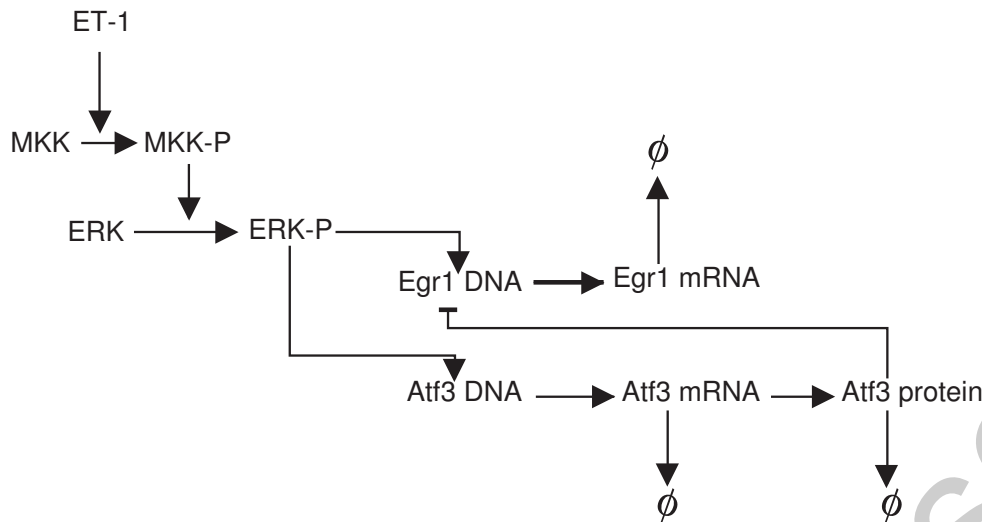 ET-1
MKK MKK-P
ϕ
ERK ERK-P
Egr1 DNA Egr1 mRNA
Atf3 DNA Atf3 mRNA Atf3 protein
ϕ ϕ